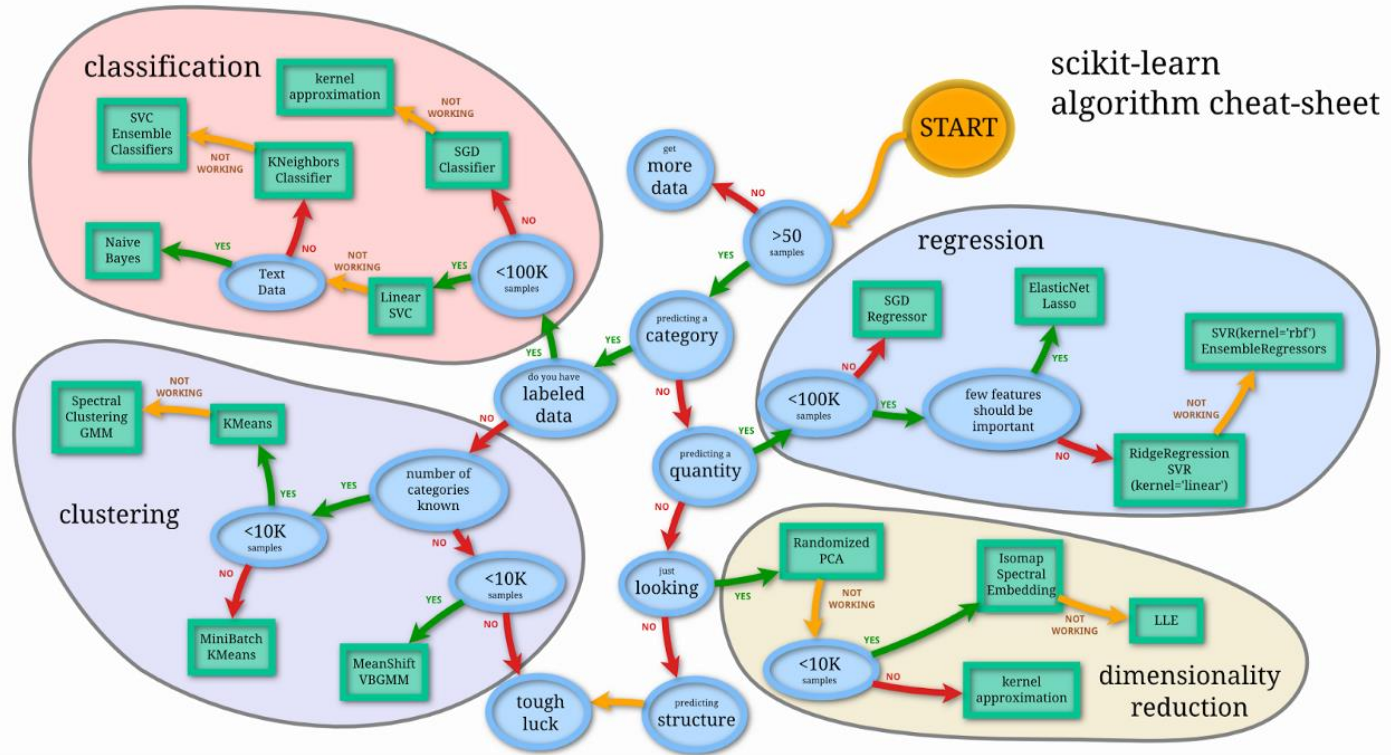 scikit-learn
algorithm cheat-sheet
START
>50
samples
NO
get
more
data
YES
predicting a
category
YES
do you have
labeled
data
NO
predicting a
quantity
YES
NO
just
looking
YES
NO
predicting
structure
tough
luck
classification
YES
<100K
samples
NO
SGD
Classifier
NOT
WORKING
kernel
approximation
YES
Linear
SVC
NOT
WORKING
Text
Data
YES
Naive
Bayes
NO
KNeighbors
Classifier
NOT
WORKING
SVC
Ensemble
Classifiers
clustering
NO
number of
categories
known
YES
<10K
samples
YES
KMeans
NOT
WORKING
Spectral
Clustering
GMM
NO
MiniBatch
KMeans
NO
<10K
samples
YES
MeanShift
VBGMM
NO
regression
<100K
samples
NO
SGD
Regressor
YES
few features
should be
important
YES
ElasticNet
Lasso
NO
RidgeRegression
SVR
(kernel='linear')
NOT
WORKING
SVR(kernel='rbf')
EnsembleRegressors
dimensionality
reduction
Randomized
PCA
NOT
WORKING
<10K
samples
YES
Isomap
Spectral
Embedding
NOT
WORKING
LLE
NO
kernel
approximation